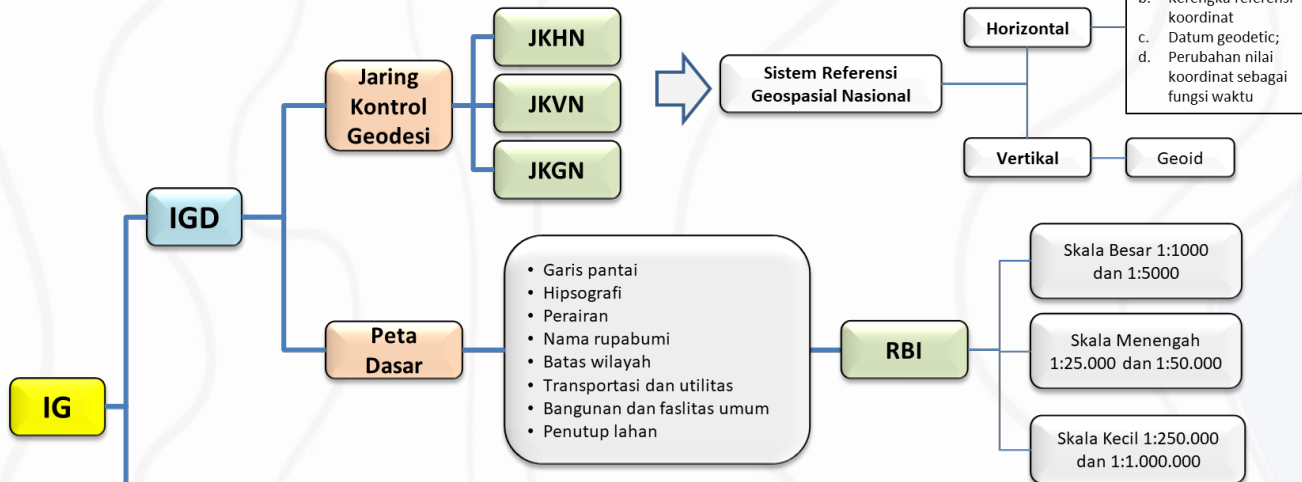 IG
IGD
Jaring
Kontrol
Geodesi
JKHN
JKVN
JKGN
Sistem Referensi
Geospasial Nasional
Horizontal
koordinat
c. Datum geodetic;
d. Perubahan nilai
koordinat sebagai
fungsi waktu
Vertikal
Geoid
Peta
Dasar
• Garis pantai
• Hipsografi
• Perairan
• Nama rupabumi
• Batas wilayah
• Transportasi dan utilitas
• Bangunan dan faslitas umum
• Penutup lahan
RBI
Skala Besar 1:1000
dan 1:5000
Skala Menengah
1:25.000 dan 1:50.000
Skala Kecil 1:250.000
dan 1:1.000.000